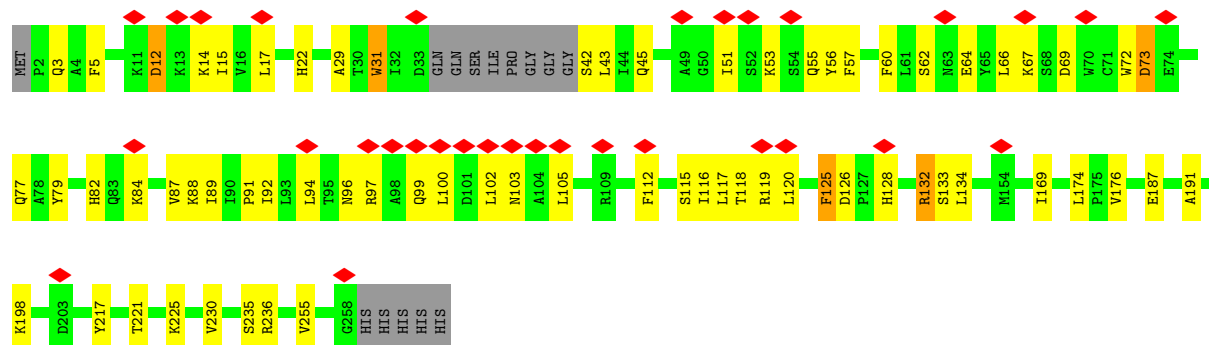 MET P2 Q3 A4 F5 K11 D12 K13 K14 I15 V16 L17 H22 A29 T30 W31 I32 D33 GLN GLN SER ILE PRO GLY GLY GLY S42 L43 I44 Q45 A49 G50 I51 S52 K53 S54 Q55 Y56 F57 F60 L61 S62 N63 E64 Y65 L66 K67 S68 D69 W70 C71 W72 D73 E74
Q77 A78 Y79 H82 Q83 K84 V87 K88 I89 I90 P91 I92 L93 L94 T95 N96 R97 A98 Q99 L100 D101 L102 N103 A104 L105 R109 F112 S115 I116 L117 T118 R119 L120 F125 D126 P127 H128 R132 S133 L134 M154 I169 L174 P175 V176 E187 A191
K198 D203 Y217 T221 K225 V230 S235 R236 V255 G258 HIS HIS HIS HIS HIS